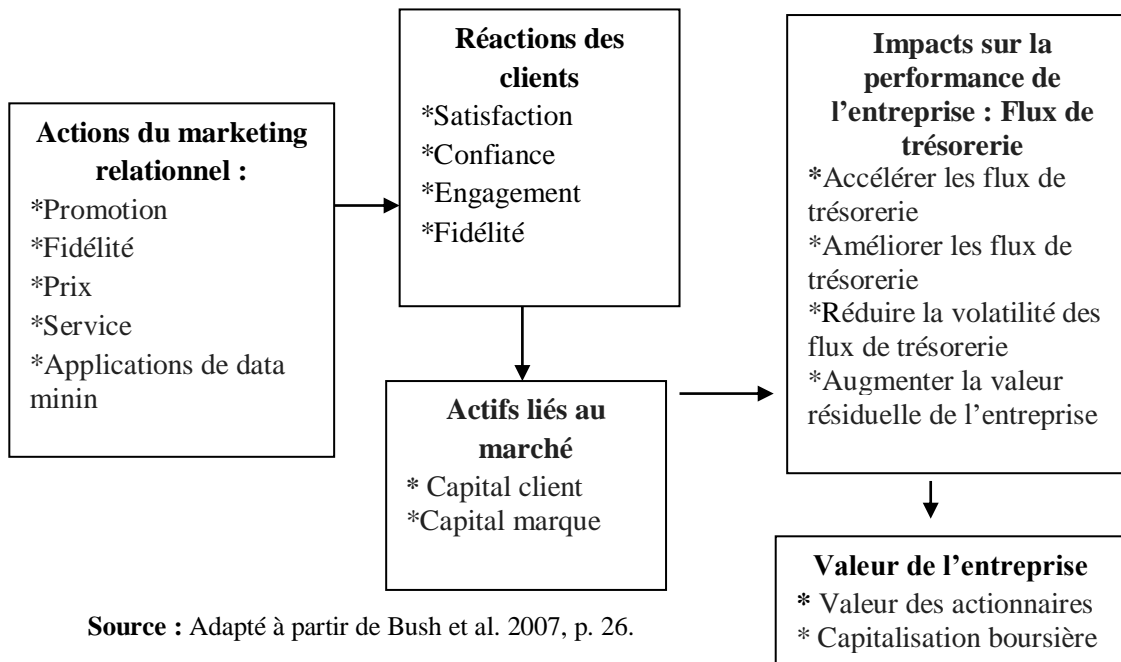 Actions du marketing
relationnel :
*Promotion
*Fidélité
*Prix
*Service
*Applications de data
minin
Réactions des
clients
*Satisfaction
*Confiance
*Engagement
*Fidélité
Actifs liés au
marché
* Capital client
*Capital marque
Impacts sur la
performance de
l’entreprise : Flux de
trésorerie
*Accélérer les flux de
trésorerie
*Améliorer les flux de
trésorerie
*Réduire la volatilité des
flux de trésorerie
*Augmenter la valeur
résiduelle de l’entreprise
Valeur de l’entreprise
* Valeur des actionnaires
* Capitalisation boursière
Source : Adapté à partir de Bush et al. 2007, p. 26.